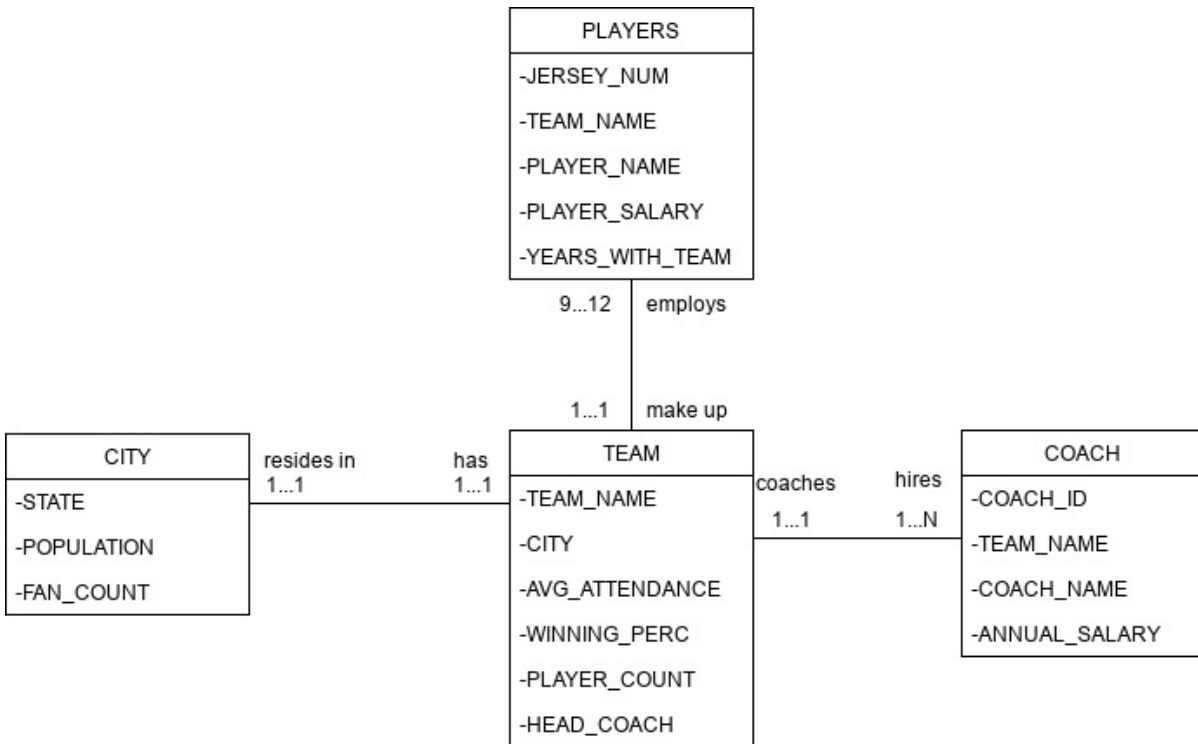 PLAYERS
-JERSEY_NUM
-TEAM_NAME
-PLAYER_NAME
-PLAYER_SALARY
-YEARS_WITH_TEAM
9...12 employs
1...1 make up
CITY
-STATE
-POPULATION
-FAN_COUNT
resides in
1...1
has
1...1
TEAM
-TEAM_NAME
-CITY
-AVG_ATTENDANCE
-WINNING_PERC
-PLAYER_COUNT
-HEAD_COACH
coaches
1...1
hires
1...N
COACH
-COACH_ID
-TEAM_NAME
-COACH_NAME
-ANNUAL_SALARY